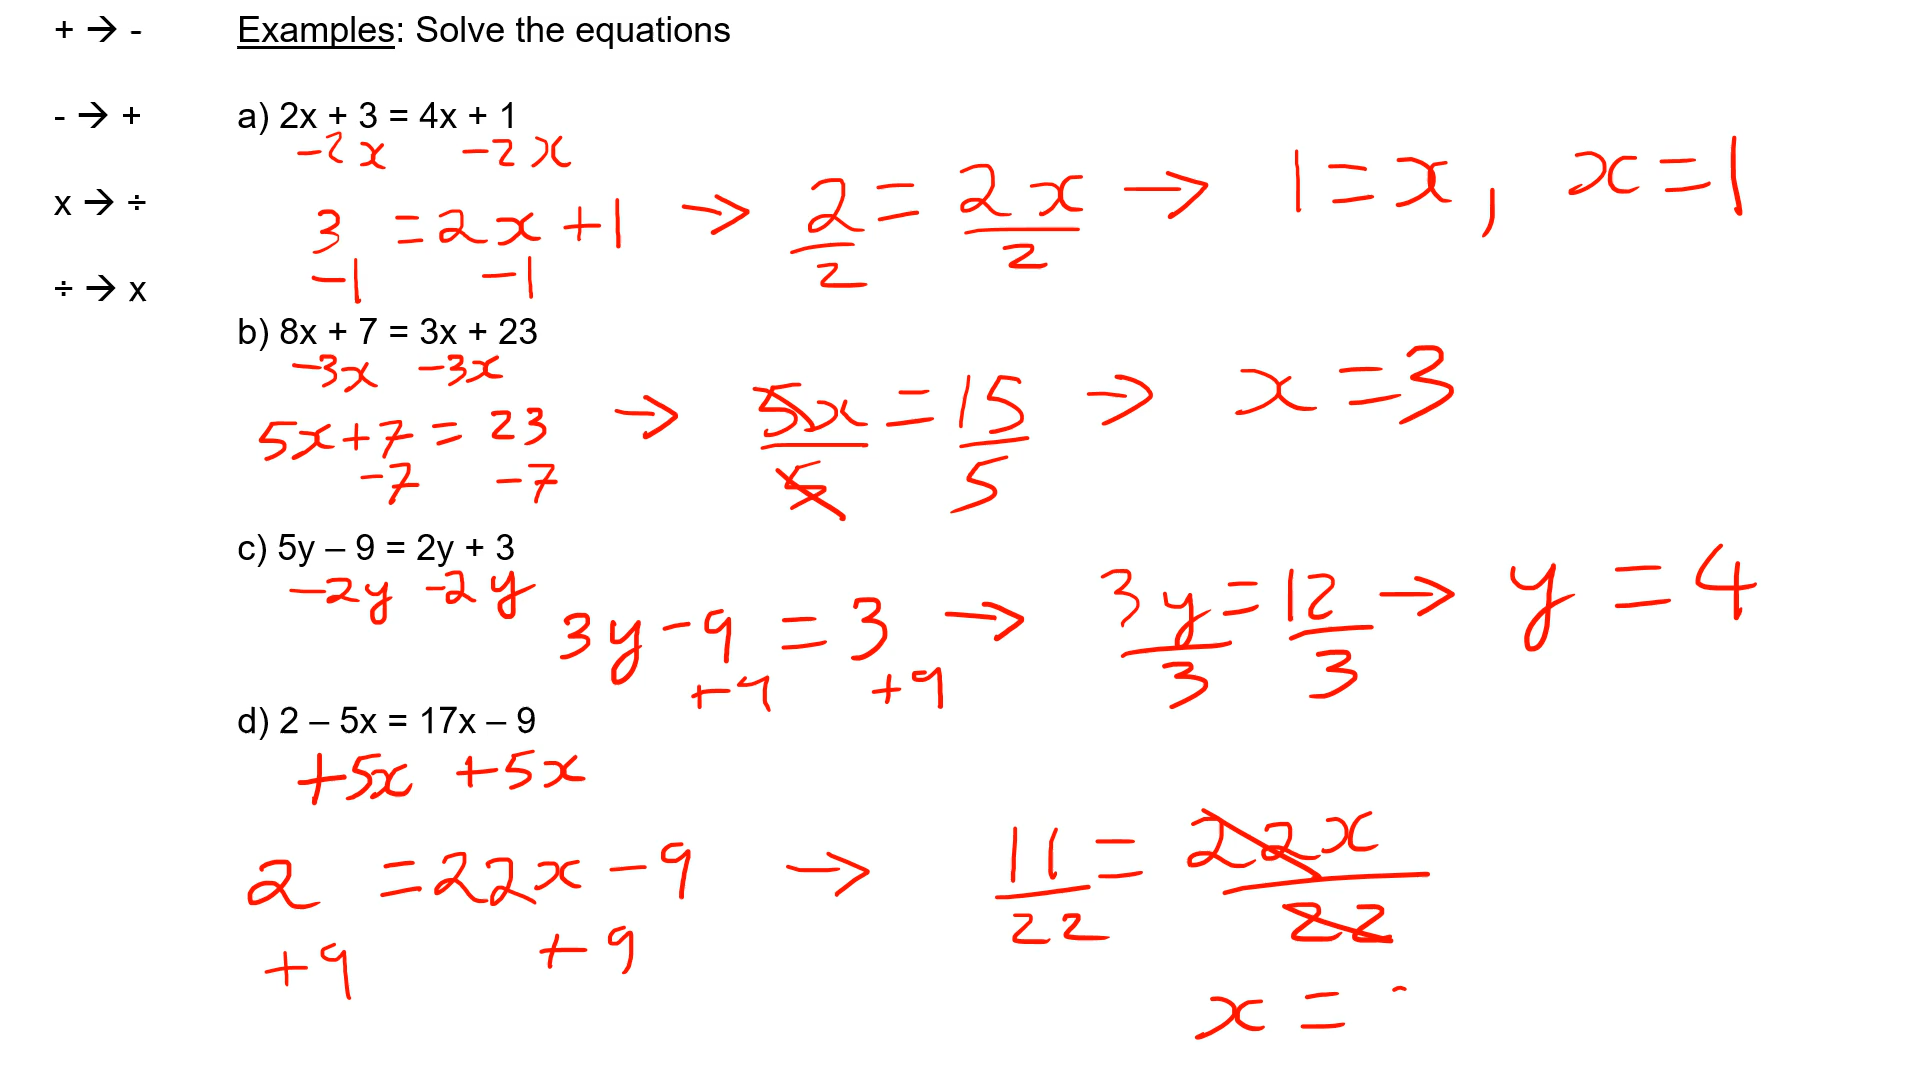 + → -
Examples: Solve the equations
- → +
a) 2x + 3 = 4x + 1
-2x -2x
3 = 2x + 1 → 2/2 = 2x/2 → 1 = x, x = 1
-1 -1
x → ÷
÷ → x
b) 8x + 7 = 3x + 23
-3x -3x
5x + 7 = 23 → 5x/5 = 15/5 → x = 3
-7 -7
c) 5y – 9 = 2y + 3
-2y -2y
3y - 9 = 3 → 3y/3 = 12/3 → y = 4
+9 +9
d) 2 – 5x = 17x – 9
+5x +5x
2 = 22x - 9 → 11/22 = 22x/22
+9 +9
x =